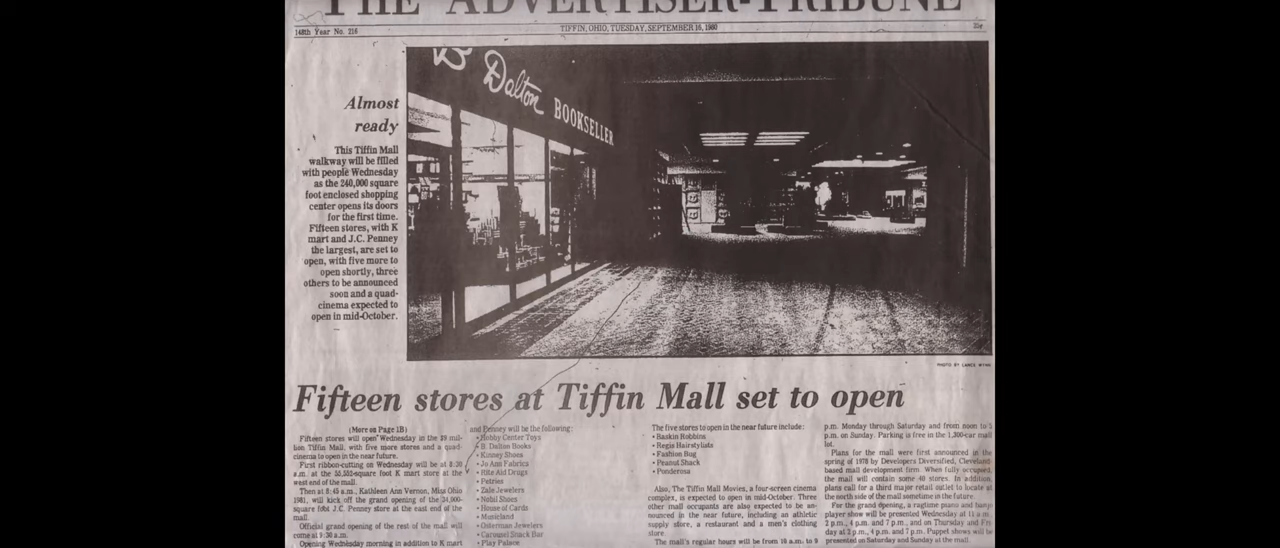 THE ADVERTISER-TRIBUNE
148th Year No. 216
TIFFIN, OHIO, TUESDAY, SEPTEMBER 16, 1980
25¢
B Dalton BOOKSELLER
Almost
ready
This Tiffin Mall
walkway will be filled
with people Wednesday
as the 240,000 square
foot enclosed shopping
center opens its doors
for the first time.
Fifteen stores, with K
mart and J.C. Penney
the largest, are set to
open, with five more to
open shortly, three
others to be announced
soon and a quad-
cinema expected to
open in mid-October.
PHOTO BY LANCE WYNN
Fifteen stores at Tiffin Mall set to open
(More on Page 1B)
Fifteen stores will open Wednesday in the $9 mil-
lion Tiffin Mall, with five more stores and a quad-
cinema to open in the near future.
First ribbon-cutting on Wednesday will be at 8:30
a.m. at the 55,552-square foot K mart store at the
west end of the mall.
Then at 8:45 a.m., Kathleen Ann Vernon, Miss Ohio
1981, will kick off the grand opening of the 34,900-
square foot J.C. Penney store at the east end of the
mall.
Official grand opening of the rest of the mall will
come at 9:30 a.m.
Opening Wednesday morning in addition to K mart
and Penney will be the following:
• Hobby Center Toys
• B. Dalton Books
• Kinney Shoes
• Jo Ann Fabrics
• Rite Aid Drugs
• Petries
• Zale Jewelers
• Nobil Shoes
• House of Cards
• Musicland
• Osterman Jewelers
• Carousel Snack Bar
• Play Palace
The five stores to open in the near future include:
• Baskin Robbins
• Regis Hairstylists
• Fashion Bug
• Peanut Shack
• Ponderosa
Also, The Tiffin Mall Movies, a four-screen cinema
complex, is expected to open in mid-October. Three
other mall occupants are also expected to be an-
nounced in the near future, including an athletic
supply store, a restaurant and a men's clothing
store.
The mall's regular hours will be from 10 a.m. to 9
p.m. Monday through Saturday and from noon to 5
p.m. on Sunday. Parking is free in the 1,300-car mall
lot.
Plans for the mall were first announced in the
spring of 1978 by Developers Diversified, Cleveland-
based mall development firm. When fully occupied,
the mall will contain some 40 stores. In addition,
plans call for a third major retail outlet to locate at
the north side of the mall sometime in the future.
For the grand opening, a ragtime piano and banjo
player show will be presented Wednesday at 11 a.m.,
2 p.m., 4 p.m. and 7 p.m., and on Thursday and Fri-
day at 2 p.m., 4 p.m. and 7 p.m. Puppet shows will be
presented on Saturday and Sunday at the mall.